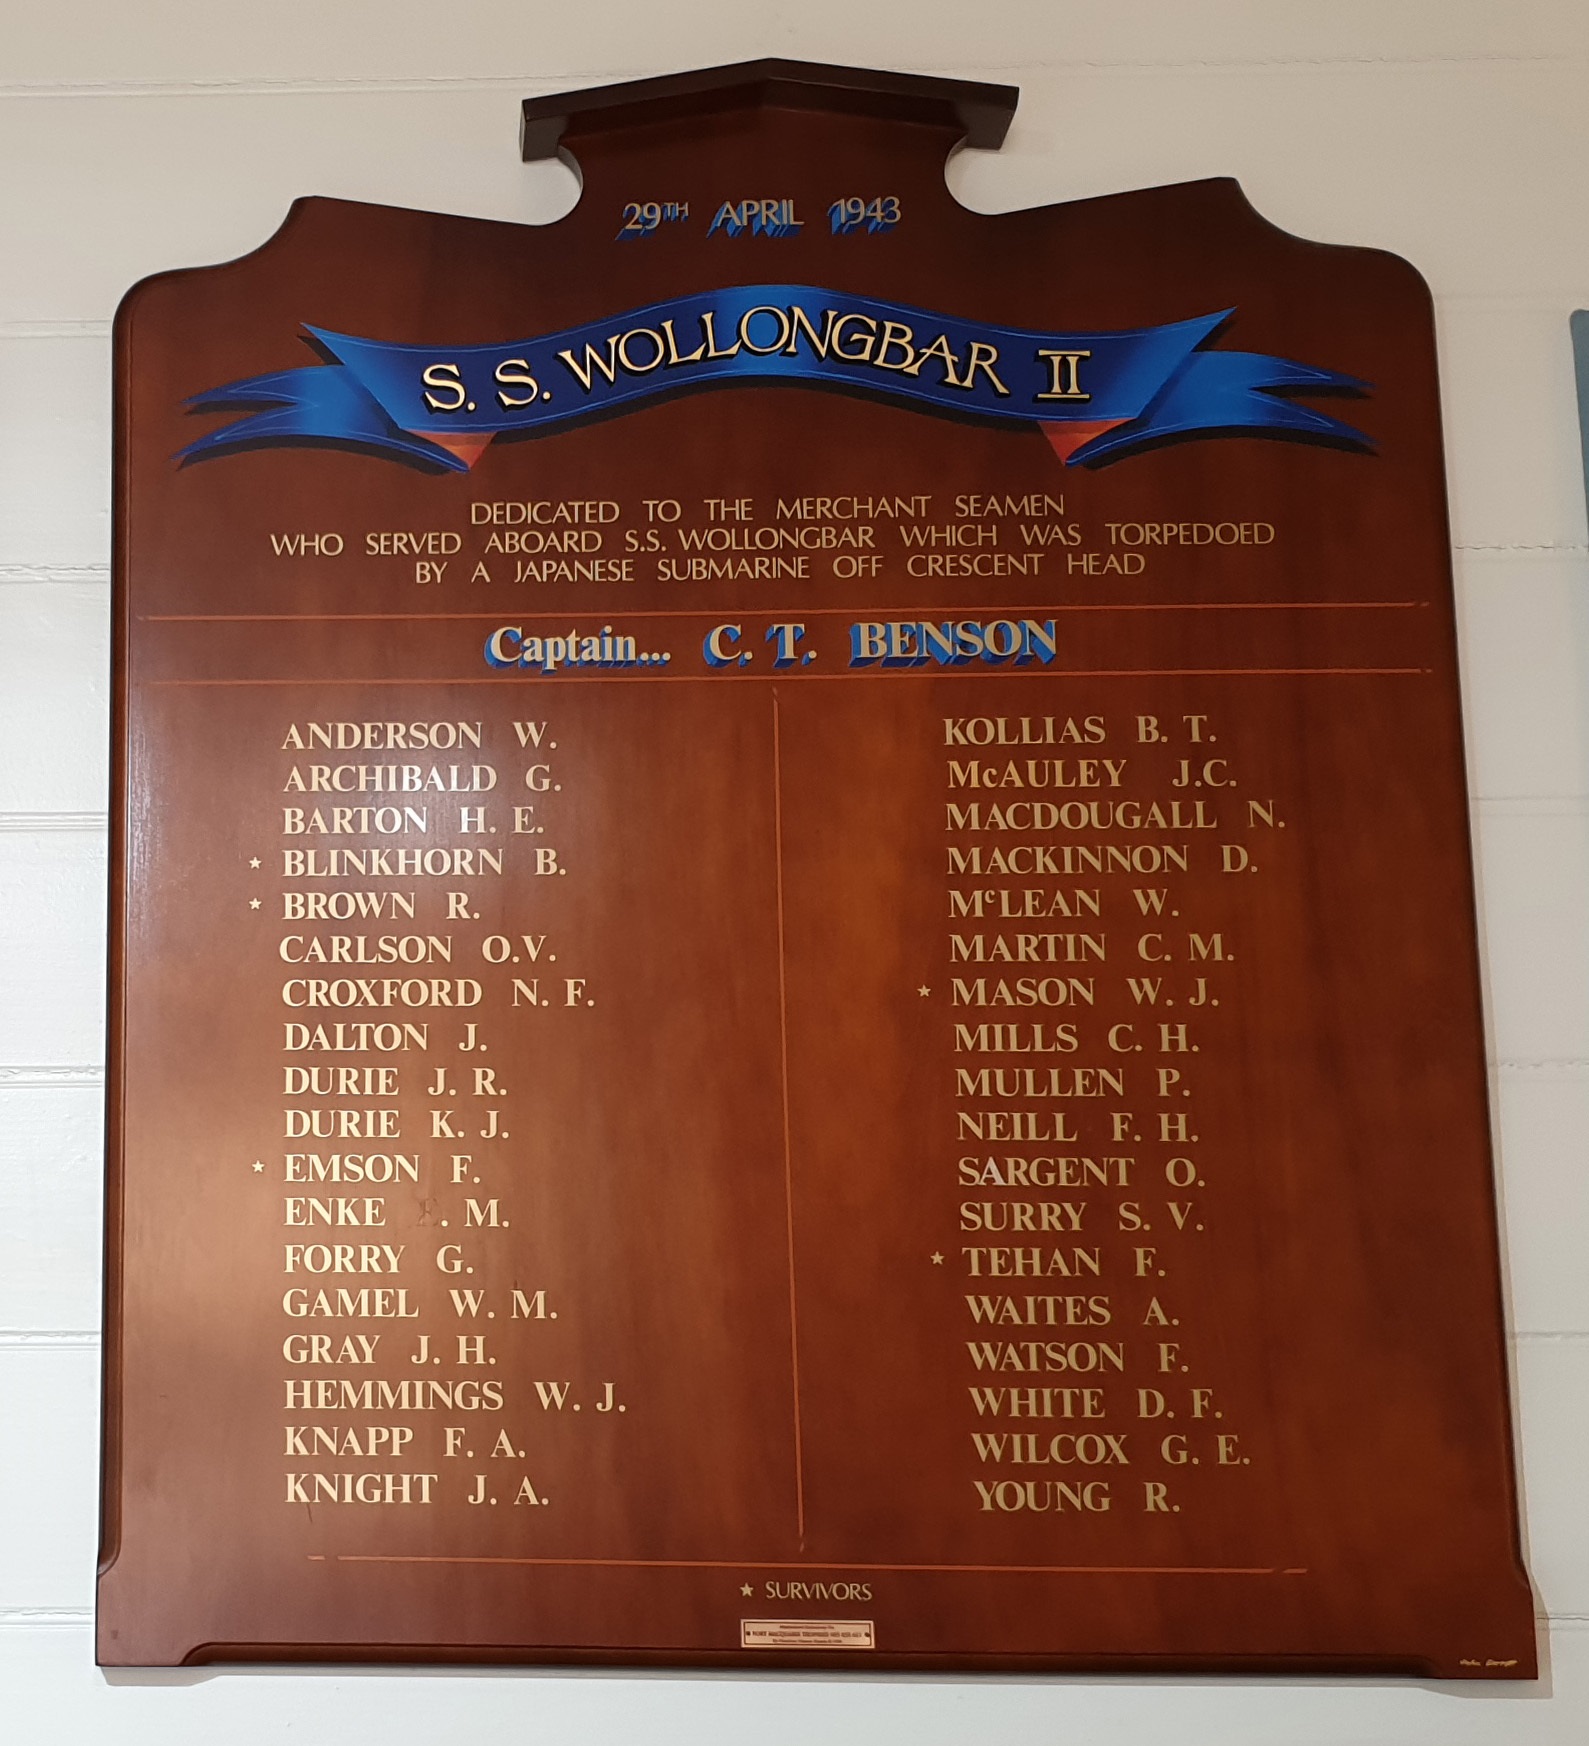 29TH APRIL 1943
S. S. WOLLONGBAR II
DEDICATED TO THE MERCHANT SEAMEN
WHO SERVED ABOARD S.S. WOLLONGBAR WHICH WAS TORPEDOED
BY A JAPANESE SUBMARINE OFF CRESCENT HEAD
Captain... C. T. BENSON
ANDERSON W.
ARCHIBALD G.
BARTON H. E.
★ BLINKHORN B.
★ BROWN R.
CARLSON O.V.
CROXFORD N. F.
DALTON J.
DURIE J. R.
DURIE K. J.
★ EMSON F.
ENKE . M.
FORRY G.
GAMEL W. M.
GRAY J. H.
HEMMINGS W. J.
KNAPP F. A.
KNIGHT J. A.
KOLLIAS B. T.
McAULEY J.C.
MACDOUGALL N.
MACKINNON D.
McLEAN W.
MARTIN C. M.
★ MASON W. J.
MILLS C. H.
MULLEN P.
NEILL F. H.
SARGENT O.
SURRY S. V.
★ TEHAN F.
WAITES A.
WATSON F.
WHITE D. F.
WILCOX G. E.
YOUNG R.
★ SURVIVORS